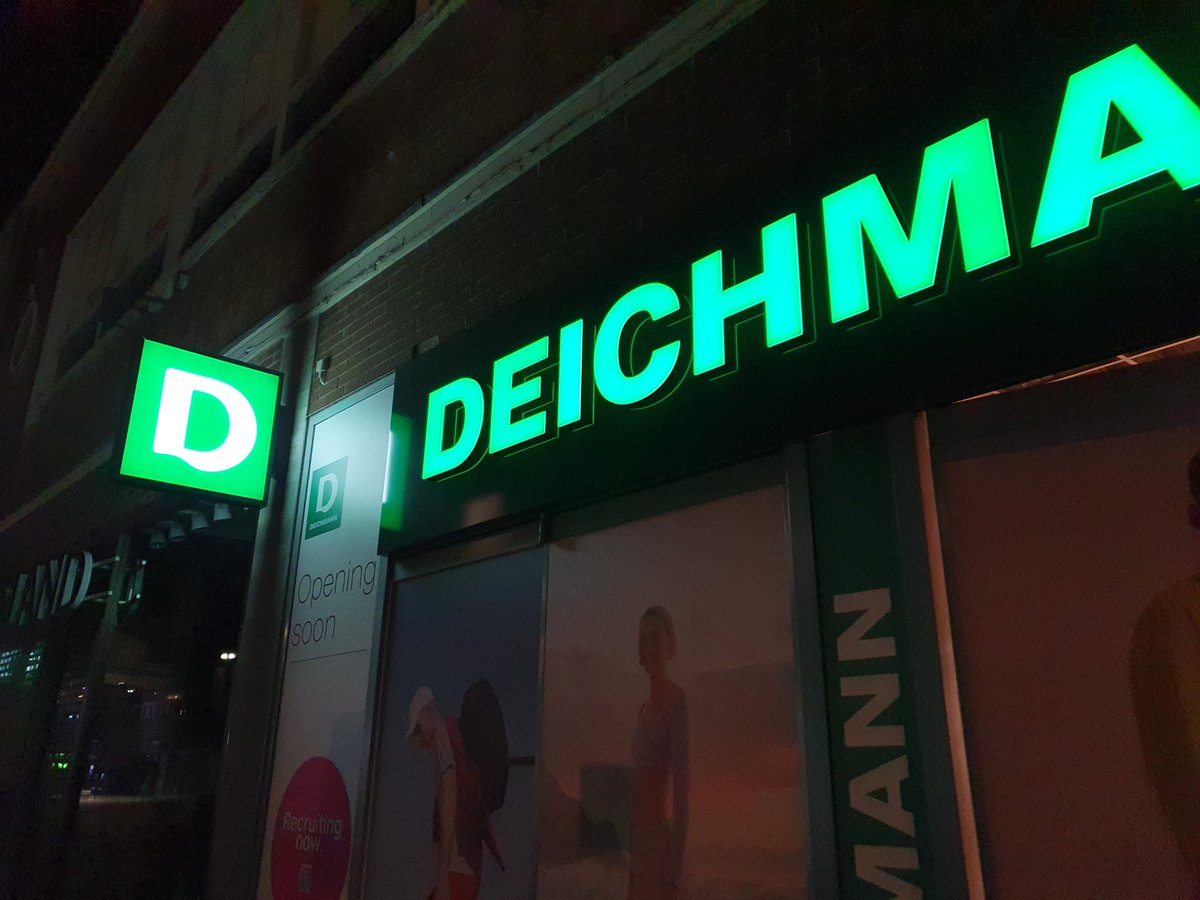 D
DEICHMA
D
DEICHMANN
Opening
soon
Recruiting
now.
MANN